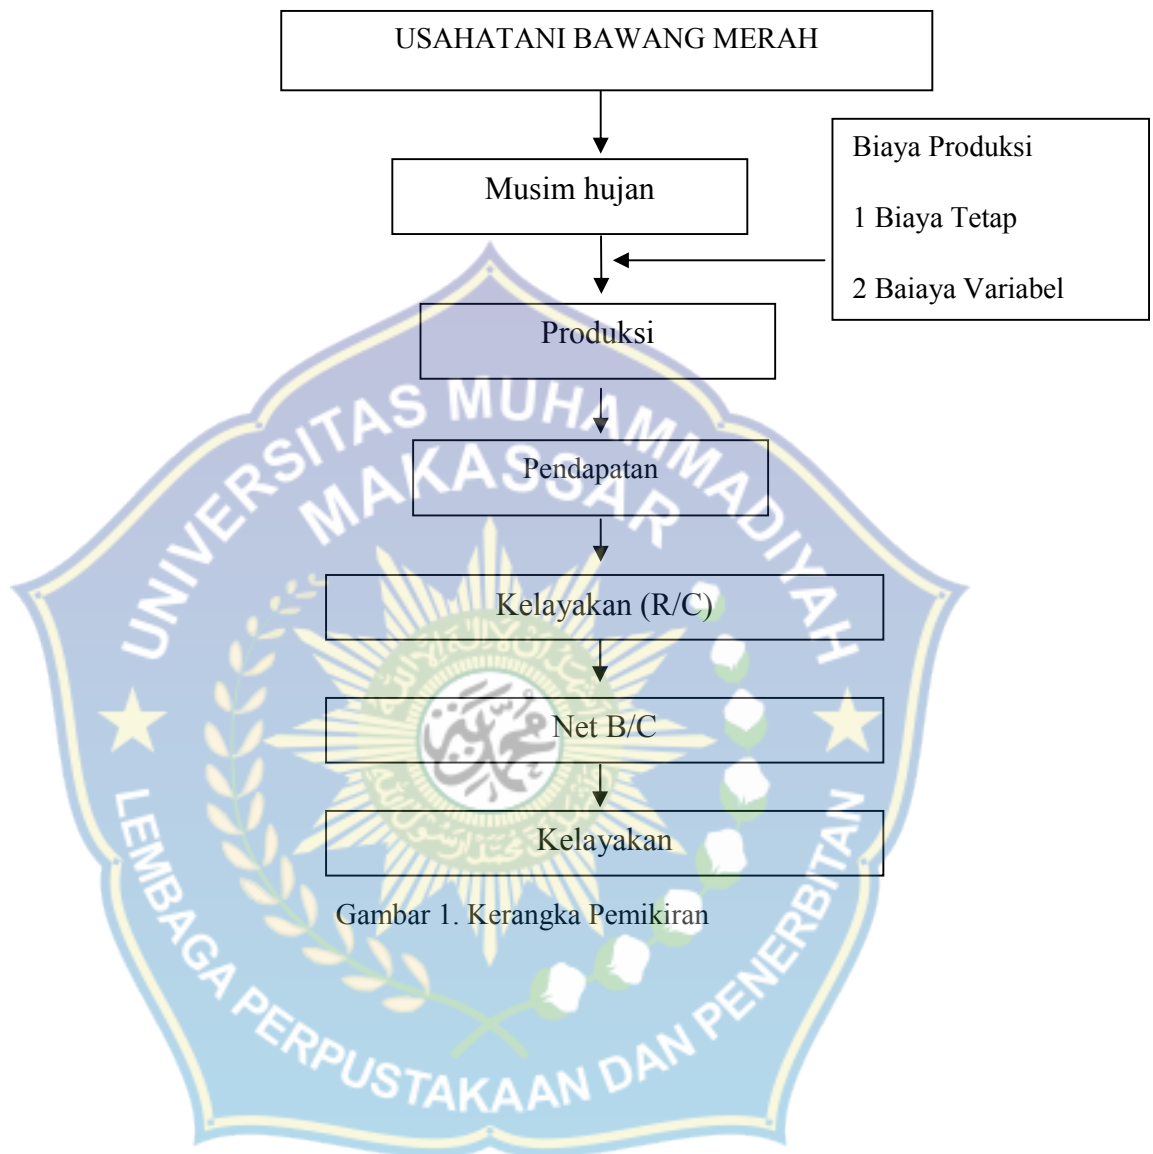 USAHATANI BAWANG MERAH
Musim hujan
Biaya Produksi
1 Biaya Tetap
2 Baiaya Variabel
Produksi
Pendapatan
Kelayakan (R/C)
Net B/C
Kelayakan
Gambar 1. Kerangka Pemikiran
UNIVERSITAS MUHAMMADIYAH
MAKASSAR
LEMBAGA PERPUSTAKAAN DAN PENERBITAN